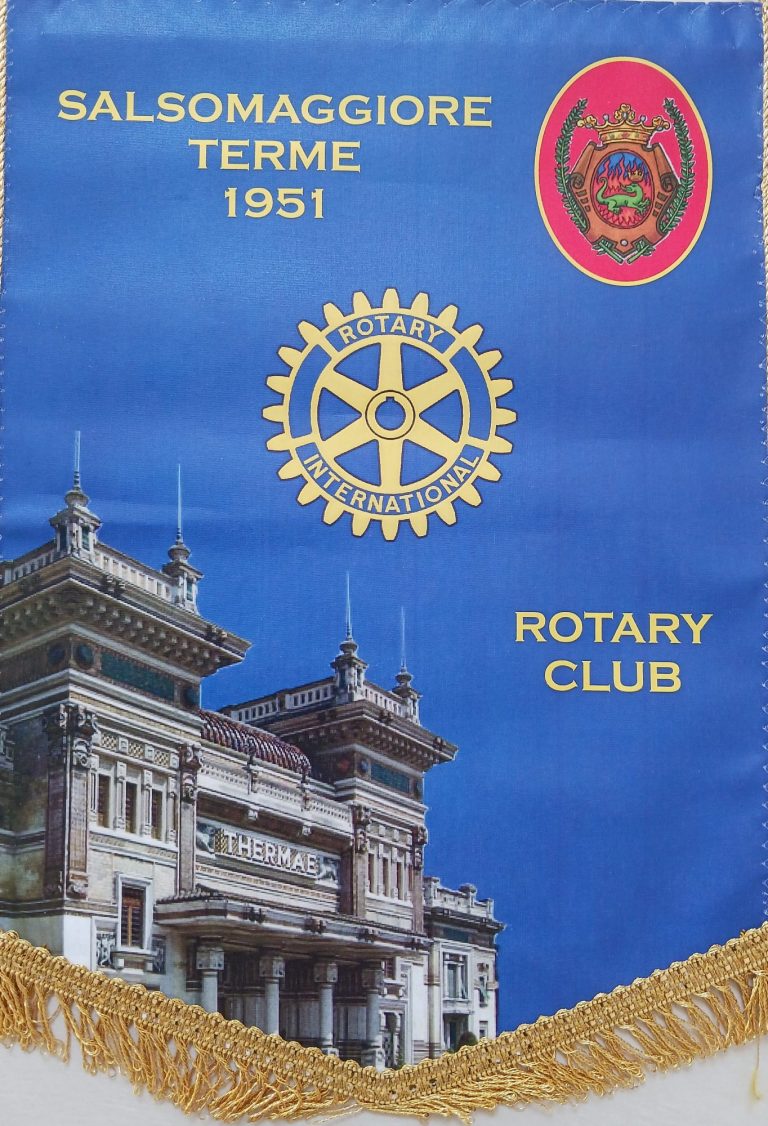 SALSOMAGGIORE
TERME
1951
ROTARY
INTERNATIONAL
ROTARY
CLUB
THERMAE